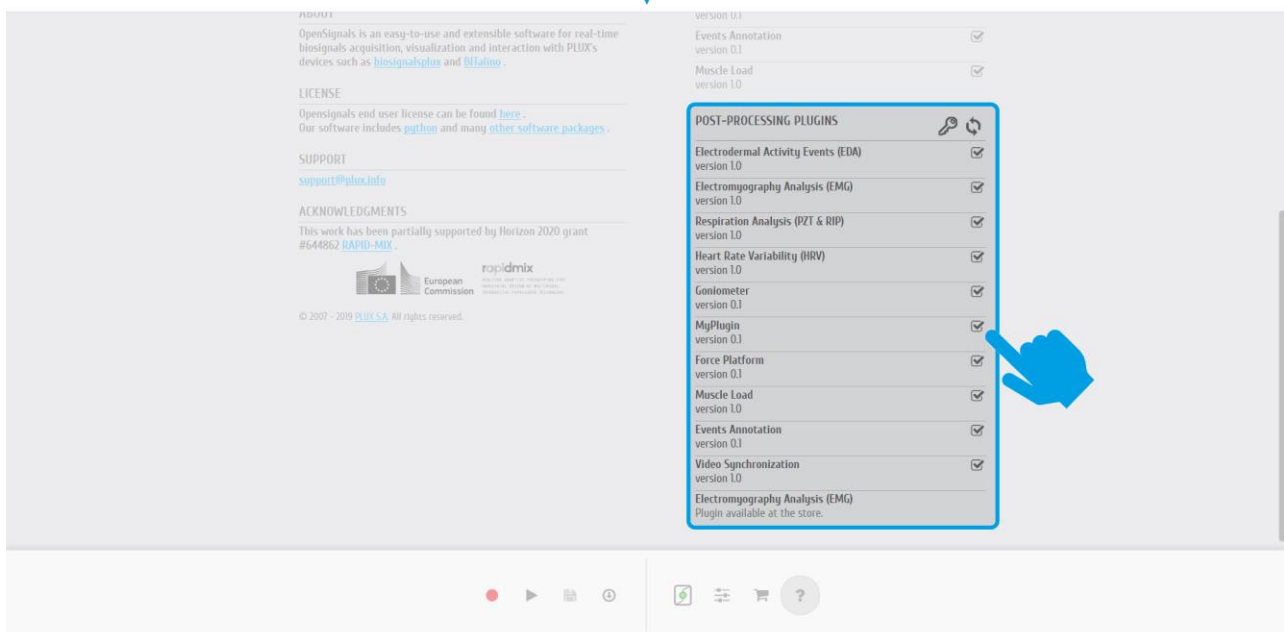 ABOUT
OpenSignals is an easy-to-use and extensible software for real-time
biosignals acquisition, visualization and interaction with PLUX's
devices such as biosignalsplux and BITalino .
LICENSE
Opensignals end user license can be found here .
Our software includes python and many other software packages .
SUPPORT
support@plux.info
ACKNOWLEDGMENTS
This work has been partially supported by Horizon 2020 grant
#644862 RAPID-MIX .
European
Commission
rapidmix
© 2007 - 2019 PLUX S.A. All rights reserved.
version 0.1
Events Annotation
version 0.1
Muscle Load
version 1.0
POST-PROCESSING PLUGINS
Electrodermal Activity Events (EDA)
version 1.0
Electromyography Analysis (EMG)
version 1.0
Respiration Analysis (PZT & RIP)
version 1.0
Heart Rate Variability (HRV)
version 1.0
Goniometer
version 0.1
MyPlugin
version 0.1
Force Platform
version 0.1
Muscle Load
version 1.0
Events Annotation
version 0.1
Video Synchronization
version 1.0
Electromyography Analysis (EMG)
Plugin available at the store.
?